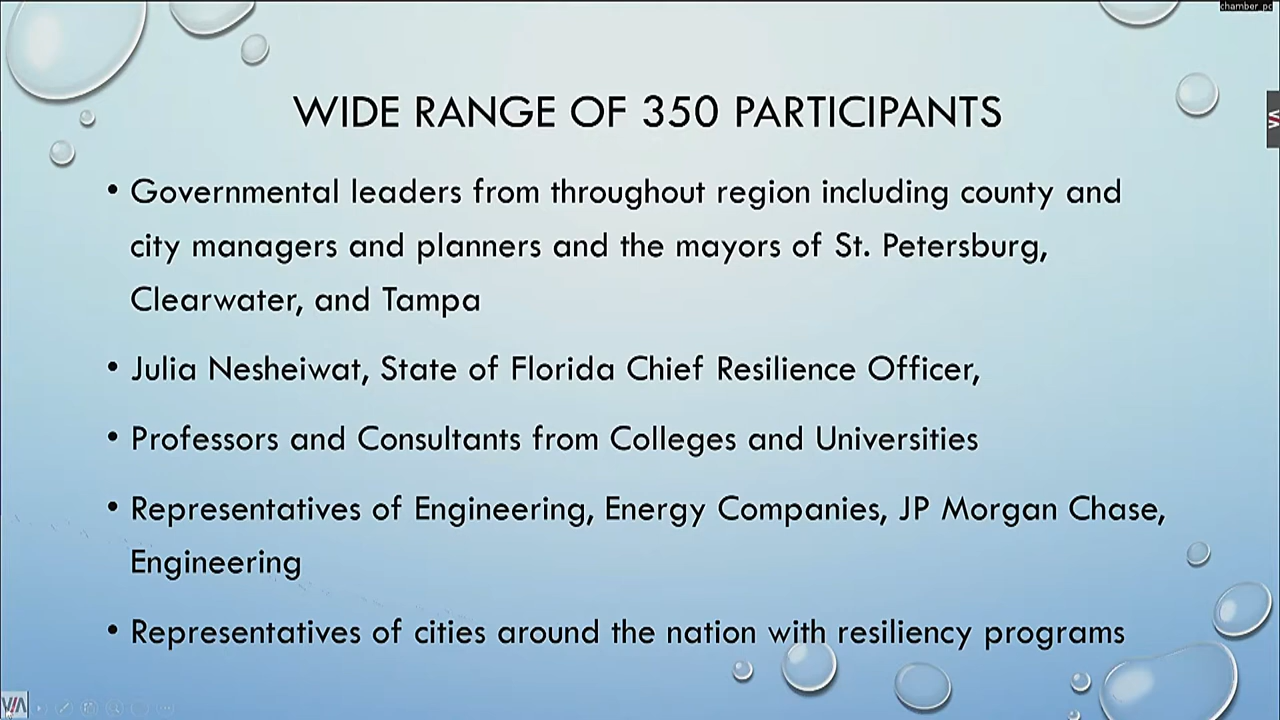 chamber_pc
WIDE RANGE OF 350 PARTICIPANTS
• Governmental leaders from throughout region including county and
city managers and planners and the mayors of St. Petersburg,
Clearwater, and Tampa
• Julia Nesheiwat, State of Florida Chief Resilience Officer,
• Professors and Consultants from Colleges and Universities
• Representatives of Engineering, Energy Companies, JP Morgan Chase,
Engineering
• Representatives of cities around the nation with resiliency programs
VIA